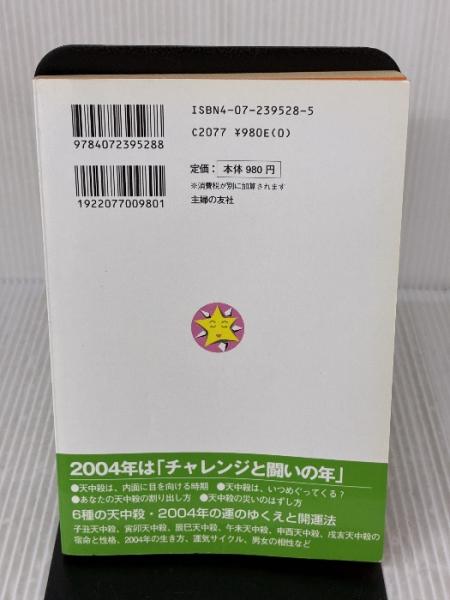 ISBN4-07-239528-5
C2077 ¥980E(0)
9784072395288
定価：本体 980 円
※消費税が別に加算されます
1922077009801
主婦の友社
2004年は「チャレンジと闘いの年」
●天中殺は、内面に目を向ける時期　●天中殺は、いつめぐってくる？
●あなたの天中殺の割り出し方　●天中殺の災いのはずし方
6種の天中殺・2004年の運のゆくえと開運法
子丑天中殺、寅卯天中殺、辰巳天中殺、午未天中殺、申酉天中殺、戌亥天中殺の
宿命と性格、2004年の生き方、運気サイクル、男女の相性など